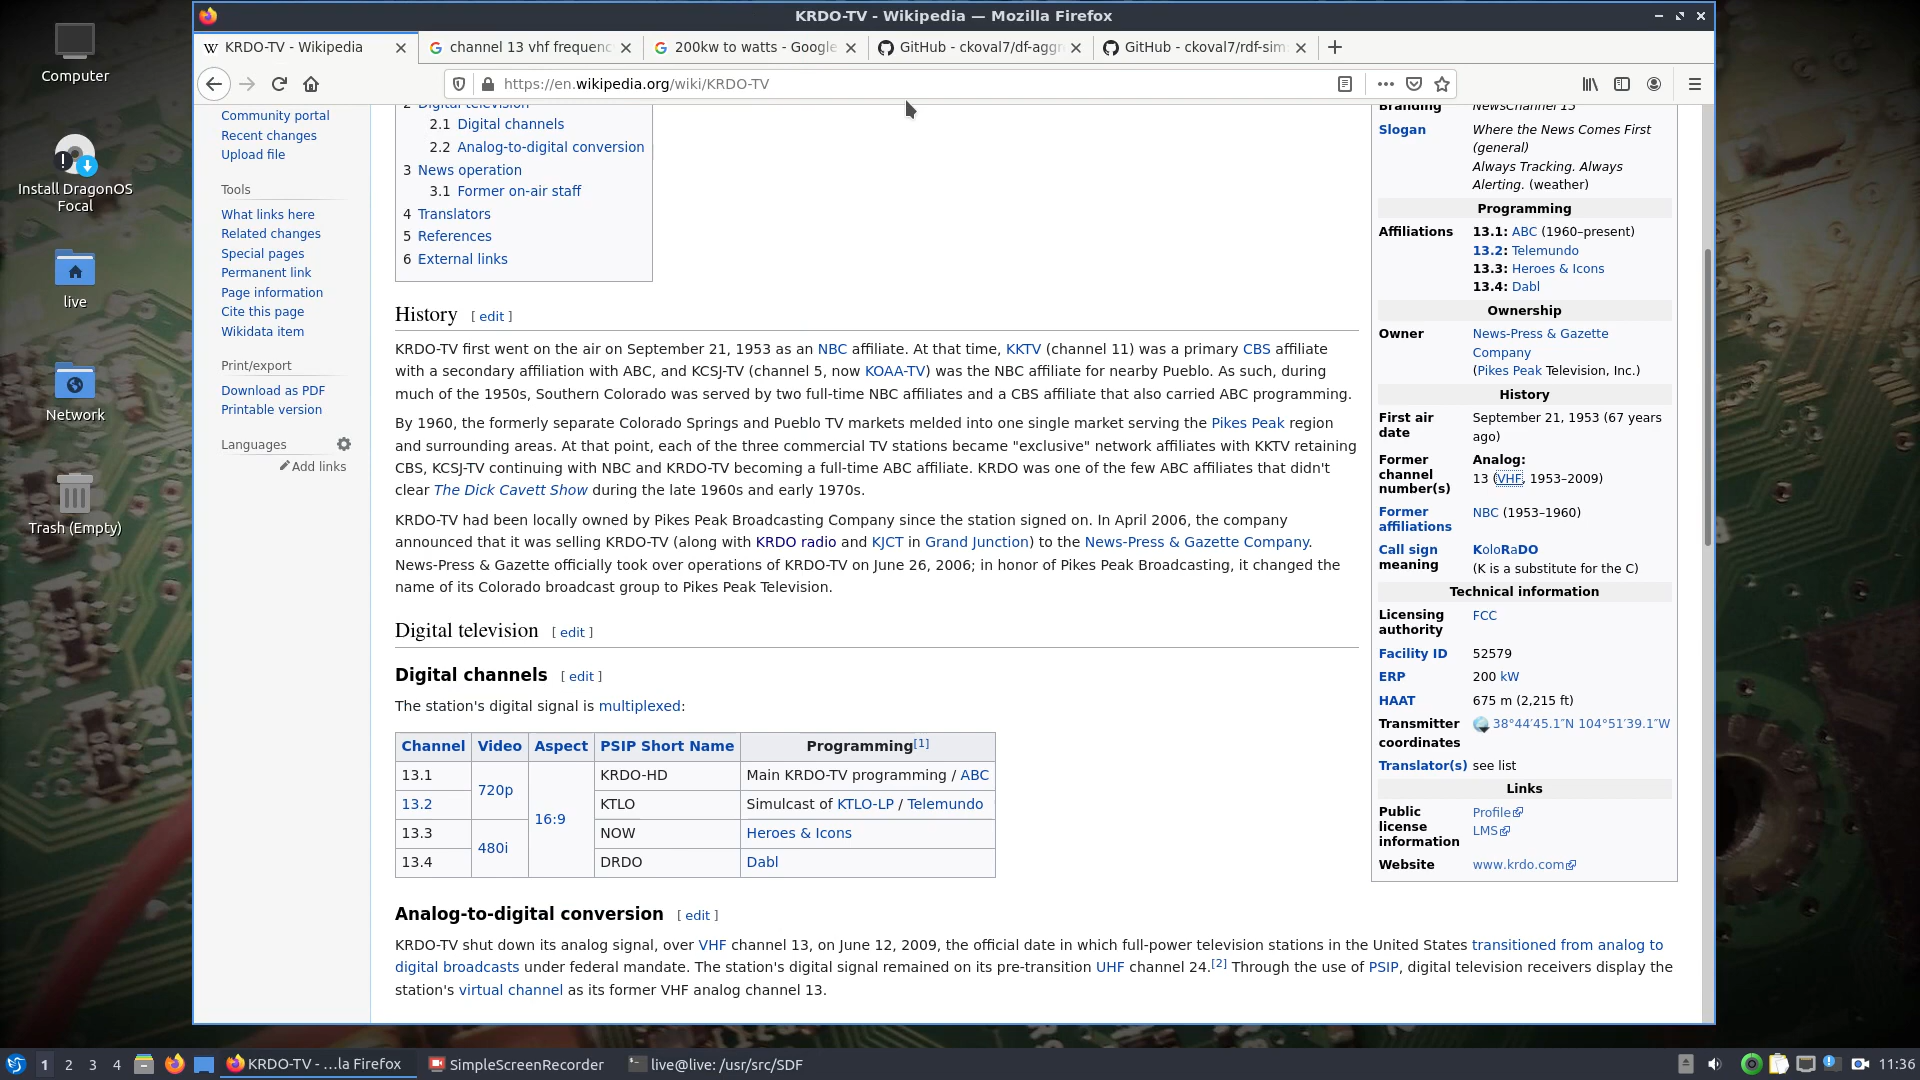 KRDO-TV - Wikipedia — Mozilla Firefox
KRDO-TV - Wikipedia
channel 13 vhf frequenc
200kw to watts - Google
GitHub - ckoval7/df-aggr
GitHub - ckoval7/rdf-sim
https://en.wikipedia.org/wiki/KRDO-TV
Computer
Install DragonOS
Focal
live
Network
Trash (Empty)
Community portal
Recent changes
Upload file
Tools
What links here
Related changes
Special pages
Permanent link
Page information
Cite this page
Wikidata item
Print/export
Download as PDF
Printable version
Languages
Add links
2 Digital television
2.1 Digital channels
2.2 Analog-to-digital conversion
3 News operation
3.1 Former on-air staff
4 Translators
5 References
6 External links
History [ edit ]
KRDO-TV first went on the air on September 21, 1953 as an NBC affiliate. At that time, KKTV (channel 11) was a primary CBS affiliate
with a secondary affiliation with ABC, and KCSJ-TV (channel 5, now KOAA-TV) was the NBC affiliate for nearby Pueblo. As such, during
much of the 1950s, Southern Colorado was served by two full-time NBC affiliates and a CBS affiliate that also carried ABC programming.
By 1960, the formerly separate Colorado Springs and Pueblo TV markets melded into one single market serving the Pikes Peak region
and surrounding areas. At that point, each of the three commercial TV stations became "exclusive" network affiliates with KKTV retaining
CBS, KCSJ-TV continuing with NBC and KRDO-TV becoming a full-time ABC affiliate. KRDO was one of the few ABC affiliates that didn't
clear The Dick Cavett Show during the late 1960s and early 1970s.
KRDO-TV had been locally owned by Pikes Peak Broadcasting Company since the station signed on. In April 2006, the company
announced that it was selling KRDO-TV (along with KRDO radio and KJCT in Grand Junction) to the News-Press & Gazette Company.
News-Press & Gazette officially took over operations of KRDO-TV on June 26, 2006; in honor of Pikes Peak Broadcasting, it changed the
name of its Colorado broadcast group to Pikes Peak Television.
Digital television [ edit ]
Digital channels [ edit ]
The station's digital signal is multiplexed:
Channel Video Aspect PSIP Short Name Programming[1]
13.1 720p 16:9 KRDO-HD Main KRDO-TV programming / ABC
13.2 KTLO Simulcast of KTLO-LP / Telemundo
13.3 480i NOW Heroes & Icons
13.4 DRDO Dabl
Analog-to-digital conversion [ edit ]
KRDO-TV shut down its analog signal, over VHF channel 13, on June 12, 2009, the official date in which full-power television stations in the United States transitioned from analog to
digital broadcasts under federal mandate. The station's digital signal remained on its pre-transition UHF channel 24.[2] Through the use of PSIP, digital television receivers display the
station's virtual channel as its former VHF analog channel 13.
Branding NewsChannel 13
Slogan Where the News Comes First
(general)
Always Tracking. Always
Alerting. (weather)
Programming
Affiliations 13.1: ABC (1960–present)
13.2: Telemundo
13.3: Heroes & Icons
13.4: Dabl
Ownership
Owner News-Press & Gazette
Company
(Pikes Peak Television, Inc.)
History
First air
date September 21, 1953 (67 years
ago)
Former
channel
number(s) Analog:
13 (VHF, 1953–2009)
Former
affiliations NBC (1953–1960)
Call sign
meaning KoloRaDO
(K is a substitute for the C)
Technical information
Licensing
authority FCC
Facility ID 52579
ERP 200 kW
HAAT 675 m (2,215 ft)
Transmitter
coordinates 38°44′45.1″N 104°51′39.1″W
Translator(s) see list
Links
Public
license
information Profile
LMS
Website www.krdo.com
1 2 3 4
KRDO-TV - …la Firefox
SimpleScreenRecorder
live@live: /usr/src/SDF
11:36